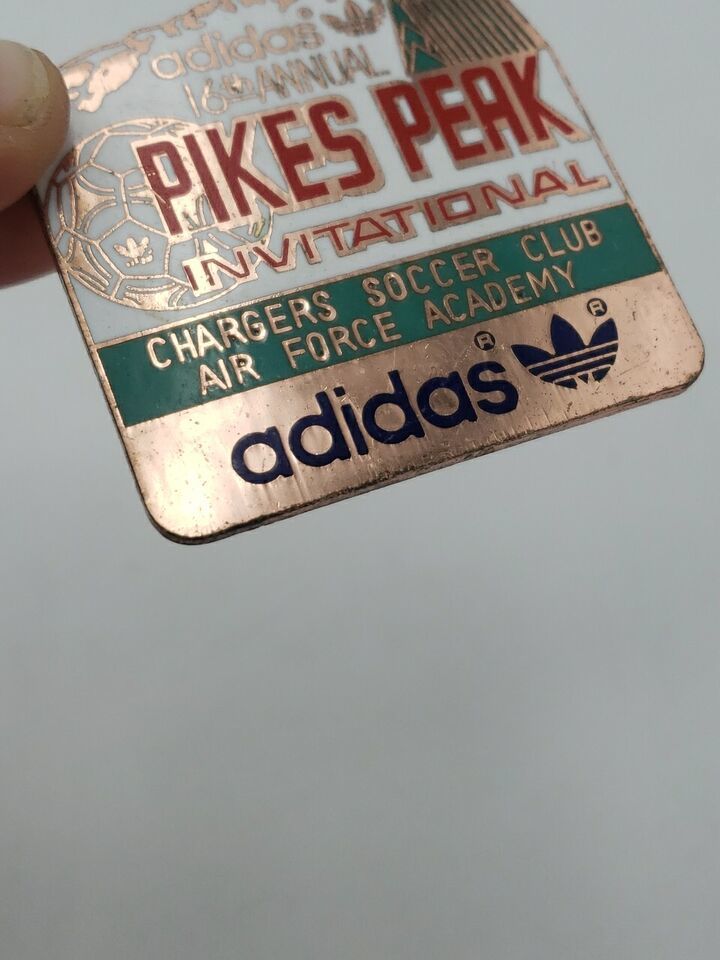 adidas
16th ANNUAL
PIKES PEAK
INVITATIONAL
CHARGERS SOCCER CLUB
AIR FORCE ACADEMY
adidas® ®